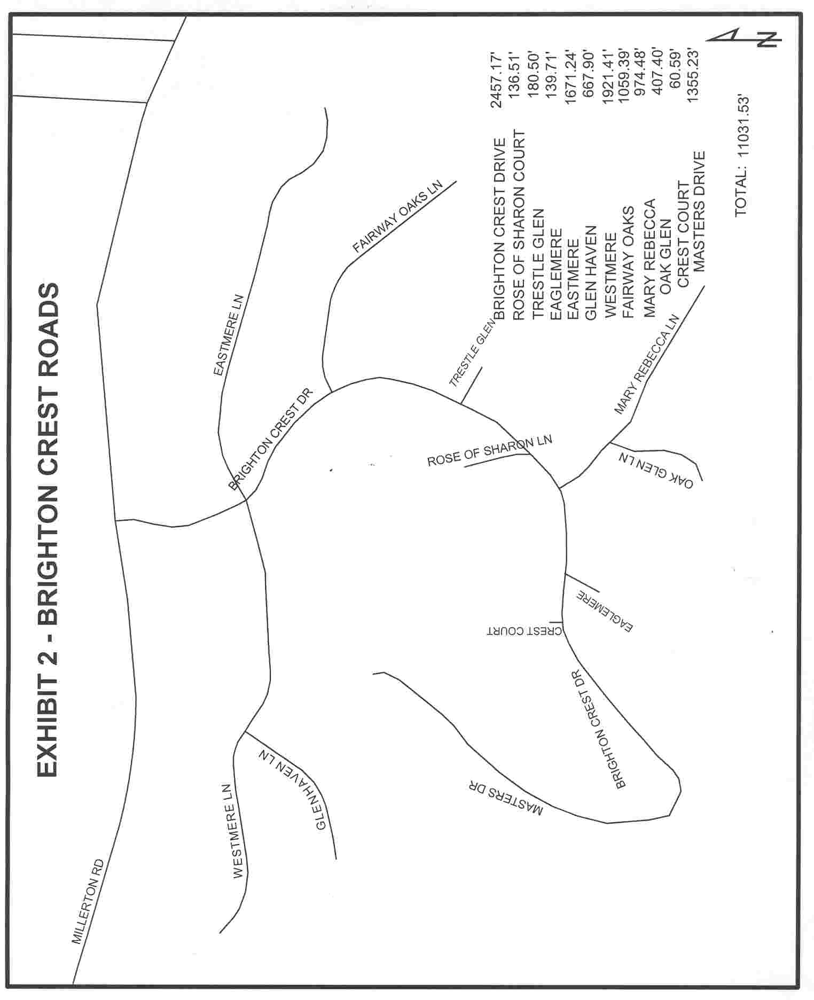 EXHIBIT 2 - BRIGHTON CREST ROADS
MILLERTON RD
EASTMERE LN
BRIGHTON CREST DR
WESTMERE LN
GLENHAVEN LN
FAIRWAY OAKS LN
TRESTLE GLEN
ROSE OF SHARON LN
MARY REBECCA LN
OAK GLEN LN
CREST COURT
EAGLEMERE
MASTERS DR
BRIGHTON CREST DR
BRIGHTON CREST DRIVE 2457.17'
ROSE OF SHARON COURT 136.51'
TRESTLE GLEN 180.50'
EAGLEMERE 139.71'
EASTMERE 1671.24'
GLEN HAVEN 667.90'
WESTMERE 1921.41'
FAIRWAY OAKS 1059.39'
MARY REBECCA 974.48'
OAK GLEN 407.40'
CREST COURT 60.59'
MASTERS DRIVE 1355.23'
TOTAL: 11031.53'
N